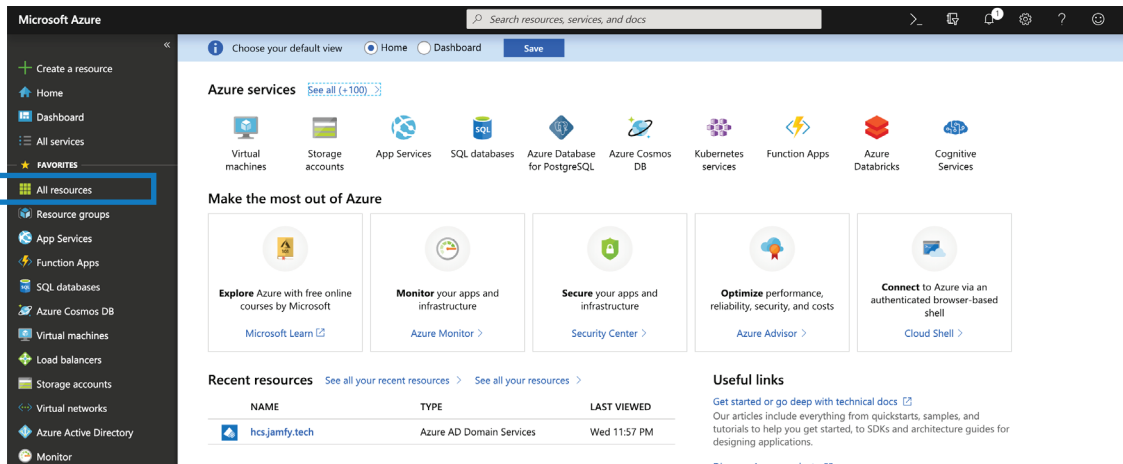 Microsoft Azure
Search resources, services, and docs
1
Choose your default view Home Dashboard Save
Create a resource
Home
Dashboard
All services
FAVORITES
All resources
Resource groups
App Services
Function Apps
SQL databases
Azure Cosmos DB
Virtual machines
Load balancers
Storage accounts
Virtual networks
Azure Active Directory
Monitor
Azure services See all (+100) >
Virtual
machines
Storage
accounts
App Services
SQL
SQL databases
Azure Database
for PostgreSQL
Azure Cosmos
DB
Kubernetes
services
Function Apps
Azure
Databricks
Cognitive
Services
Make the most out of Azure
Explore Azure with free online
courses by Microsoft
Microsoft Learn
Monitor your apps and
infrastructure
Azure Monitor >
Secure your apps and
infrastructure
Security Center >
Optimize performance,
reliability, security, and costs
Azure Advisor >
Connect to Azure via an
authenticated browser-based
shell
Cloud Shell >
Recent resources See all your recent resources > See all your resources >
NAME TYPE LAST VIEWED
hcs.jamfy.tech Azure AD Domain Services Wed 11:57 PM
Useful links
Get started or go deep with technical docs
Our articles include everything from quickstarts, samples, and
tutorials to help you get started, to SDKs and architecture guides for
designing applications.